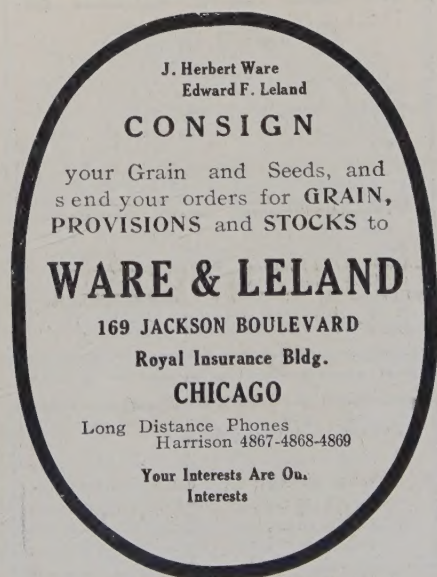 J. Herbert Ware
Edward F. Leland
CONSIGN
your Grain and Seeds, and
send your orders for GRAIN,
PROVISIONS and STOCKS to
WARE & LELAND
169 JACKSON BOULEVARD
Royal Insurance Bldg.
CHICAGO
Long Distance Phones
Harrison 4867-4868-4869
Your Interests Are Ou.
Interests